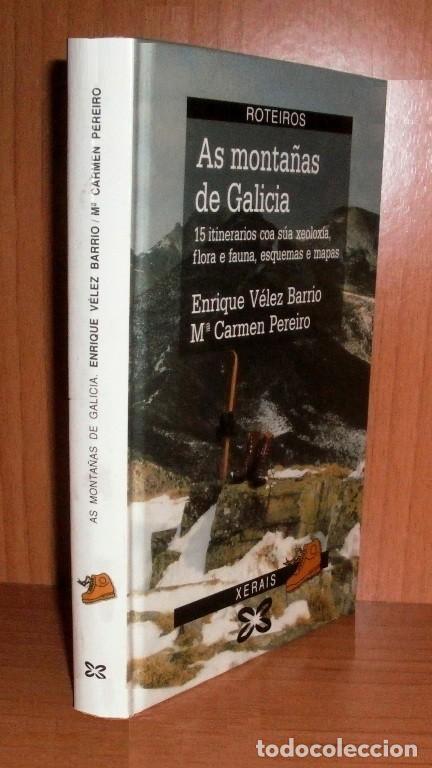 AS MONTAÑAS DE GALICIA. ENRIQUE VÉLEZ BARRIO / Mª CARMEN PEREIRO
ROTEIROS
As montañas
de Galicia
15 itinerarios coa súa xeoloxía,
flora e fauna, esquemas e mapas
Enrique Vélez Barrio
Mª Carmen Pereiro
XERAIS
todocoleccion.net